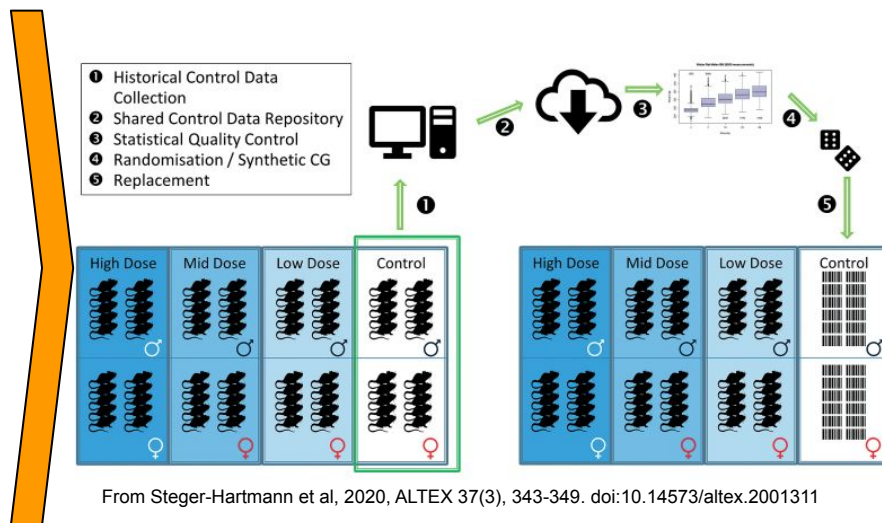 ❶ Historical Control Data
Collection
❷ Shared Control Data Repository
❸ Statistical Quality Control
❹ Randomisation / Synthetic CG
❺ Replacement
❷
❸
❹
❶
❺
High Dose
Mid Dose
Low Dose
Control
High Dose
Mid Dose
Low Dose
Control
From Steger-Hartmann et al, 2020, ALTEX 37(3), 343-349. doi:10.14573/altex.2001311